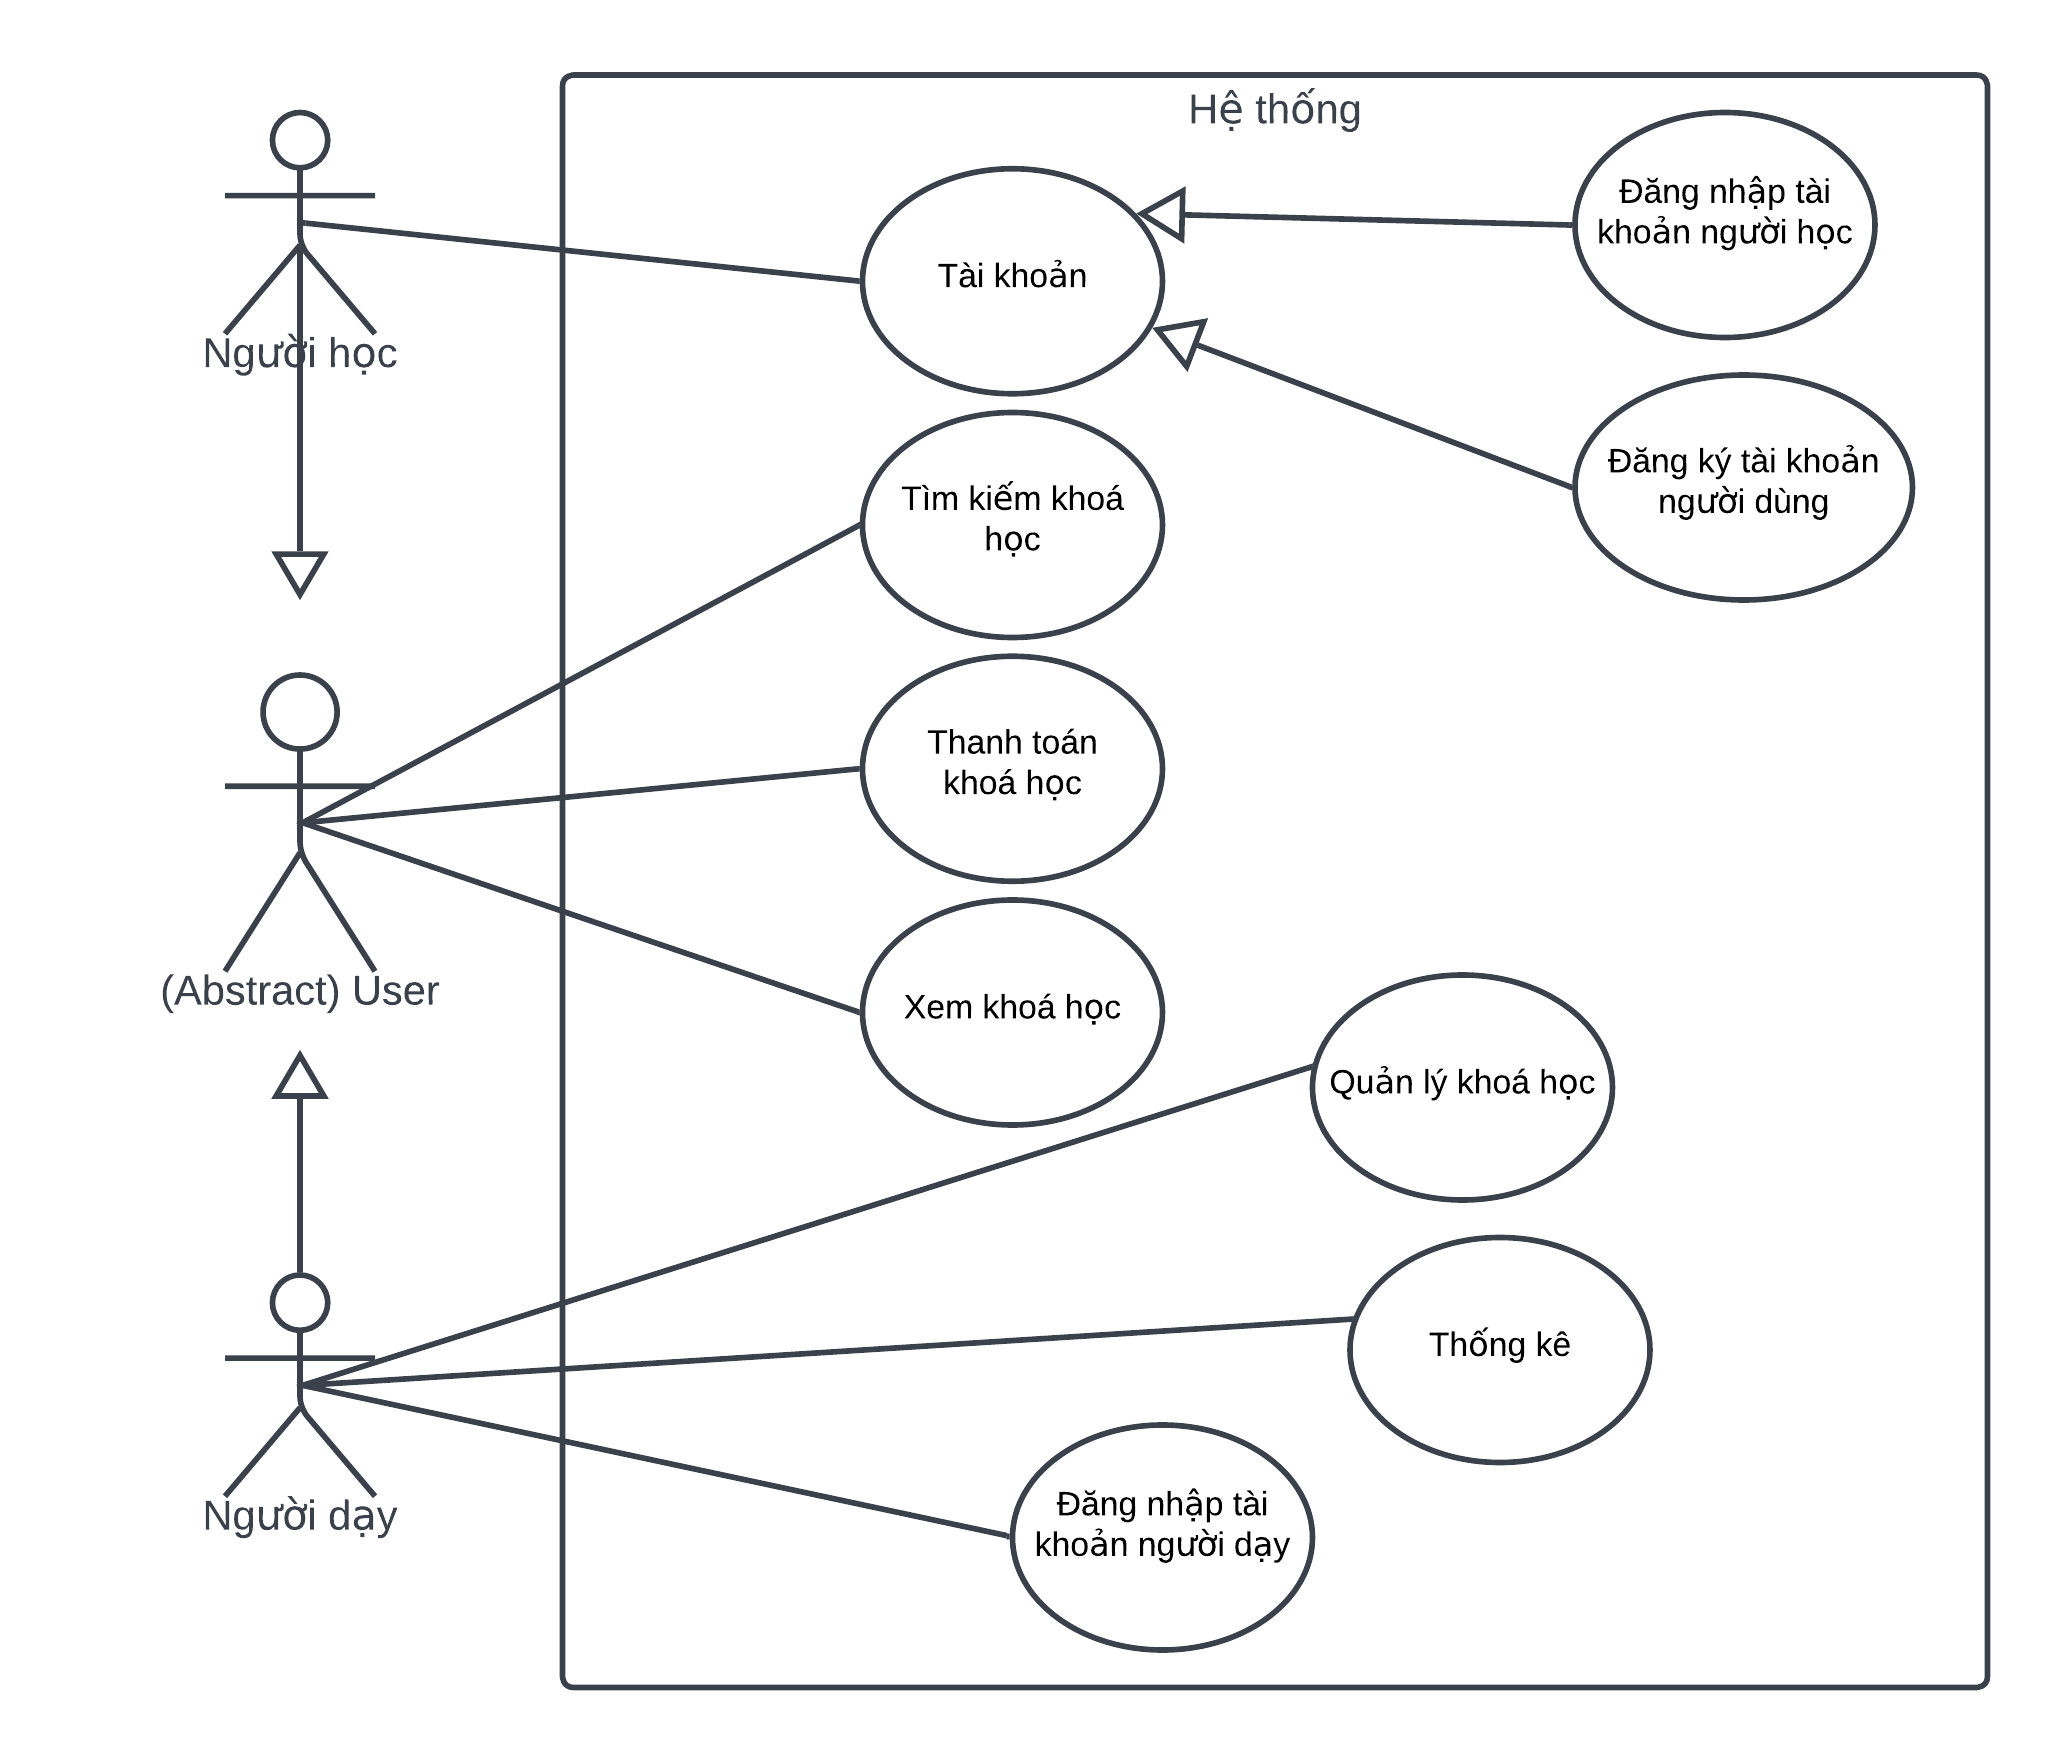 Hệ thống
Người học
Tài khoản
Đăng nhập tài
khoản người học
Đăng ký tài khoản
người dùng
Tìm kiếm khoá
học
Thanh toán
khoá học
(Abstract) User
Xem khoá học
Quản lý khoá học
Thống kê
Người dạy
Đăng nhập tài
khoản người dạy